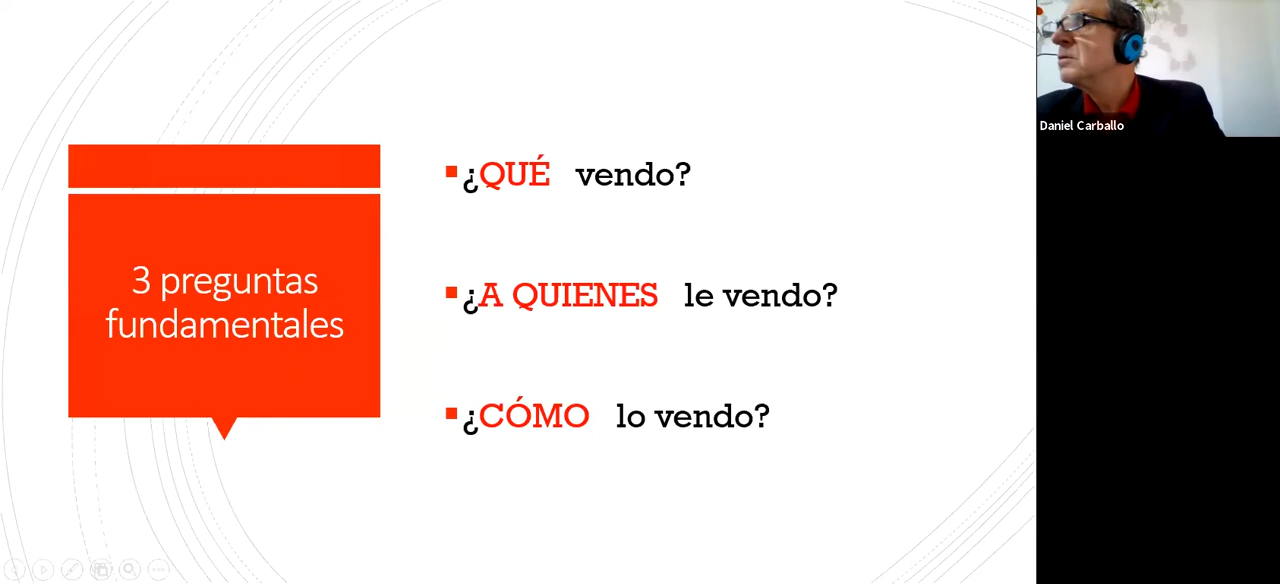 3 preguntas
fundamentales
¿QUÉ vendo?
¿A QUIENES le vendo?
¿CÓMO lo vendo?
Daniel Carballo